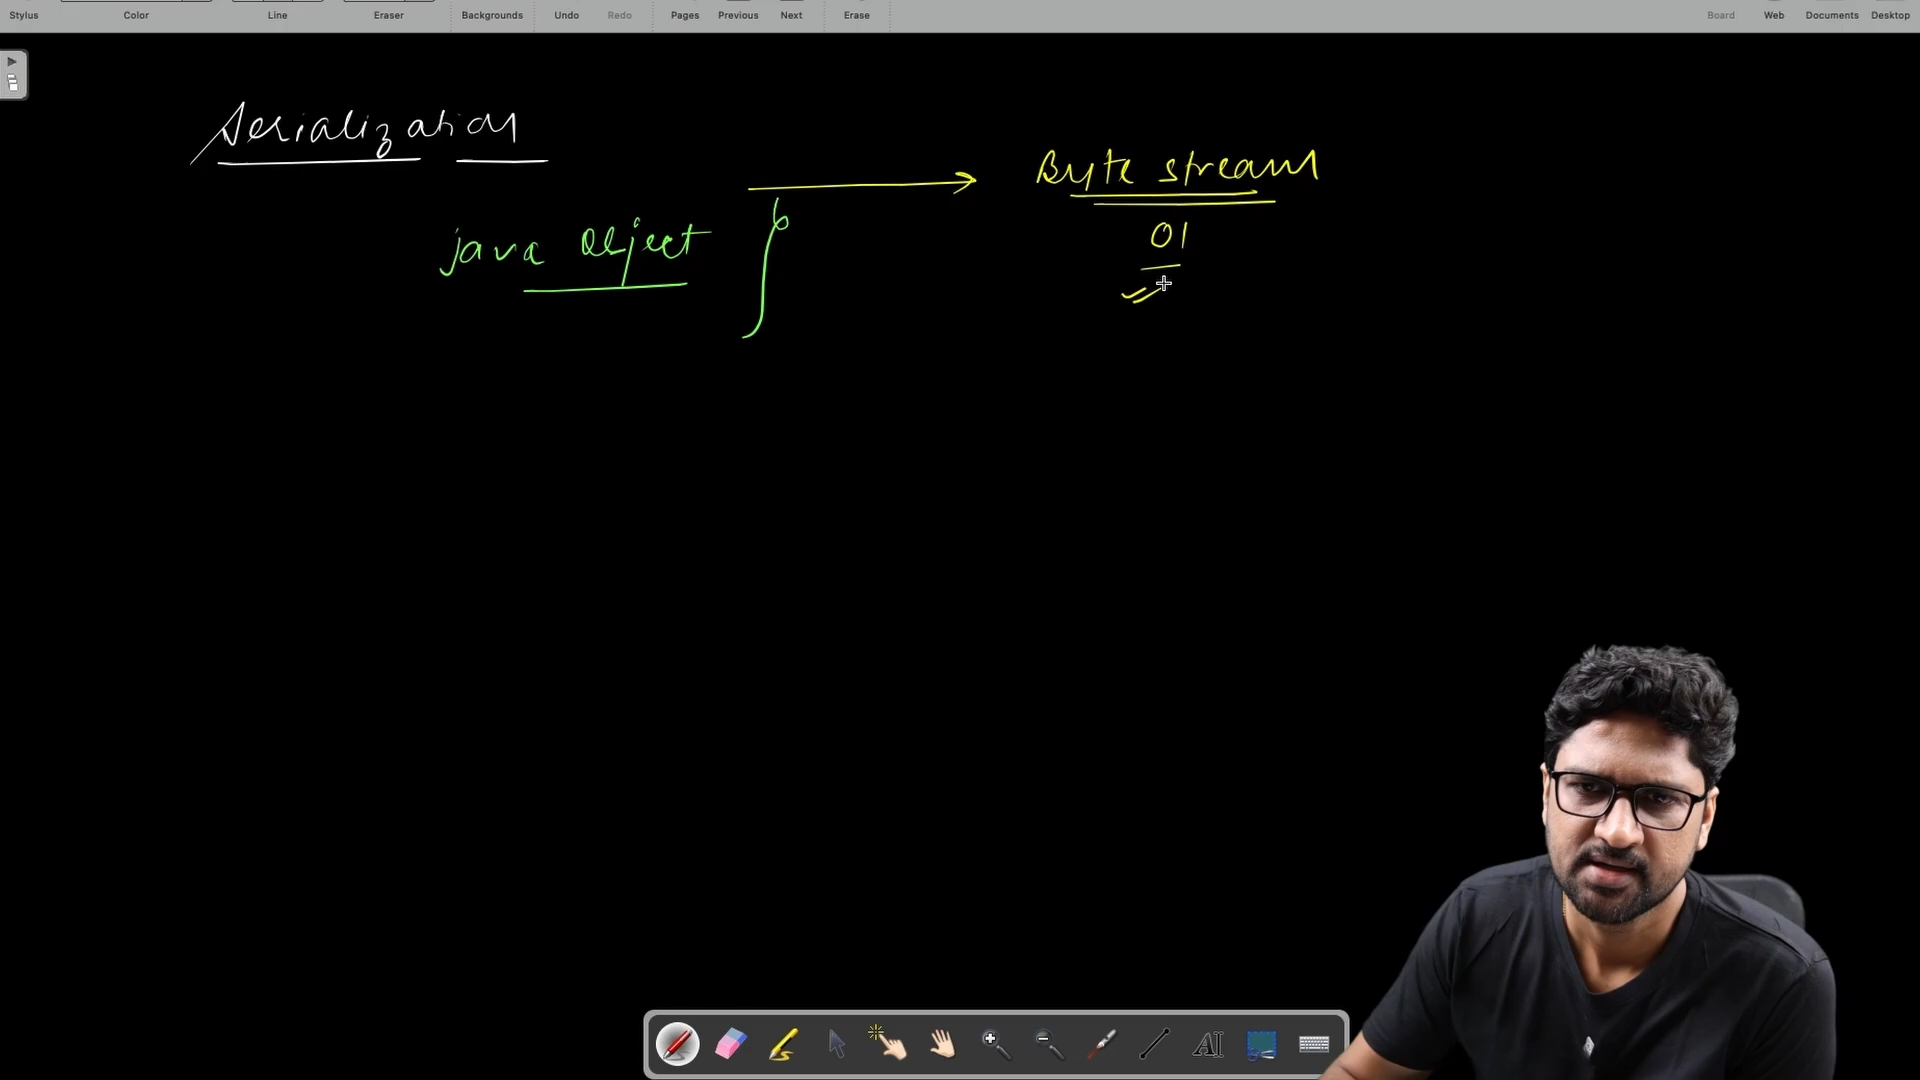 Stylus Color Line Eraser Backgrounds Undo Redo Pages Previous Next Erase Board Web Documents Desktop
Serialization
Byte stream
java Object
01
AI